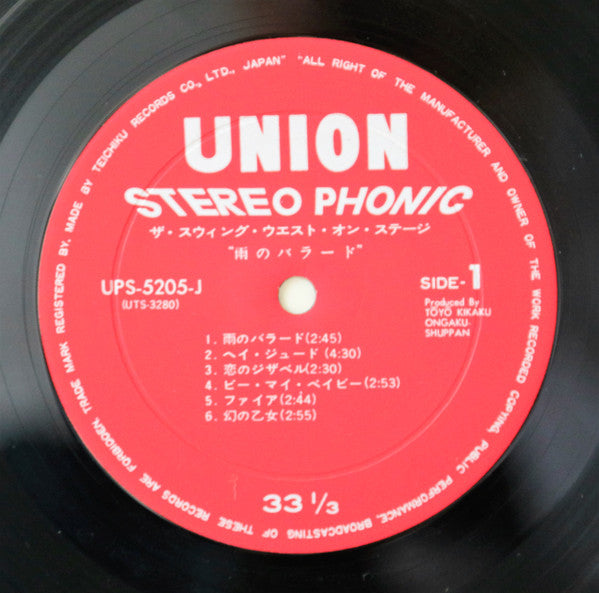 TRADE MARK REGISTERED BY. MADE BY TEICHIKU RECORDS CO., LTD., JAPAN" "ALL RIGHT OF THE MANUFACTURER AND OWNER OF THE WORK RECORDED COPYING, PUBLIC PERFORMANCE, BROADCASTING OF THESE RECORDS ARE FORBIDDEN.
UNION
STEREO PHONIC
ザ・スウィング・ウエスト・オン・ステージ
"雨のバラード"
UPS-5205-J
(UTS-3280)
SIDE-1
Produced By
TOYO KIKAKU
ONGAKU-
SHUPPAN
1. 雨のバラード(2:45)
2. ヘイ・ジュード(4:30)
3. 恋のジザベル(2:30)
4. ビー・マイ・ベイビー(2:53)
5. ファイア(2:44)
6. 幻の乙女(2:55)
33 1/3